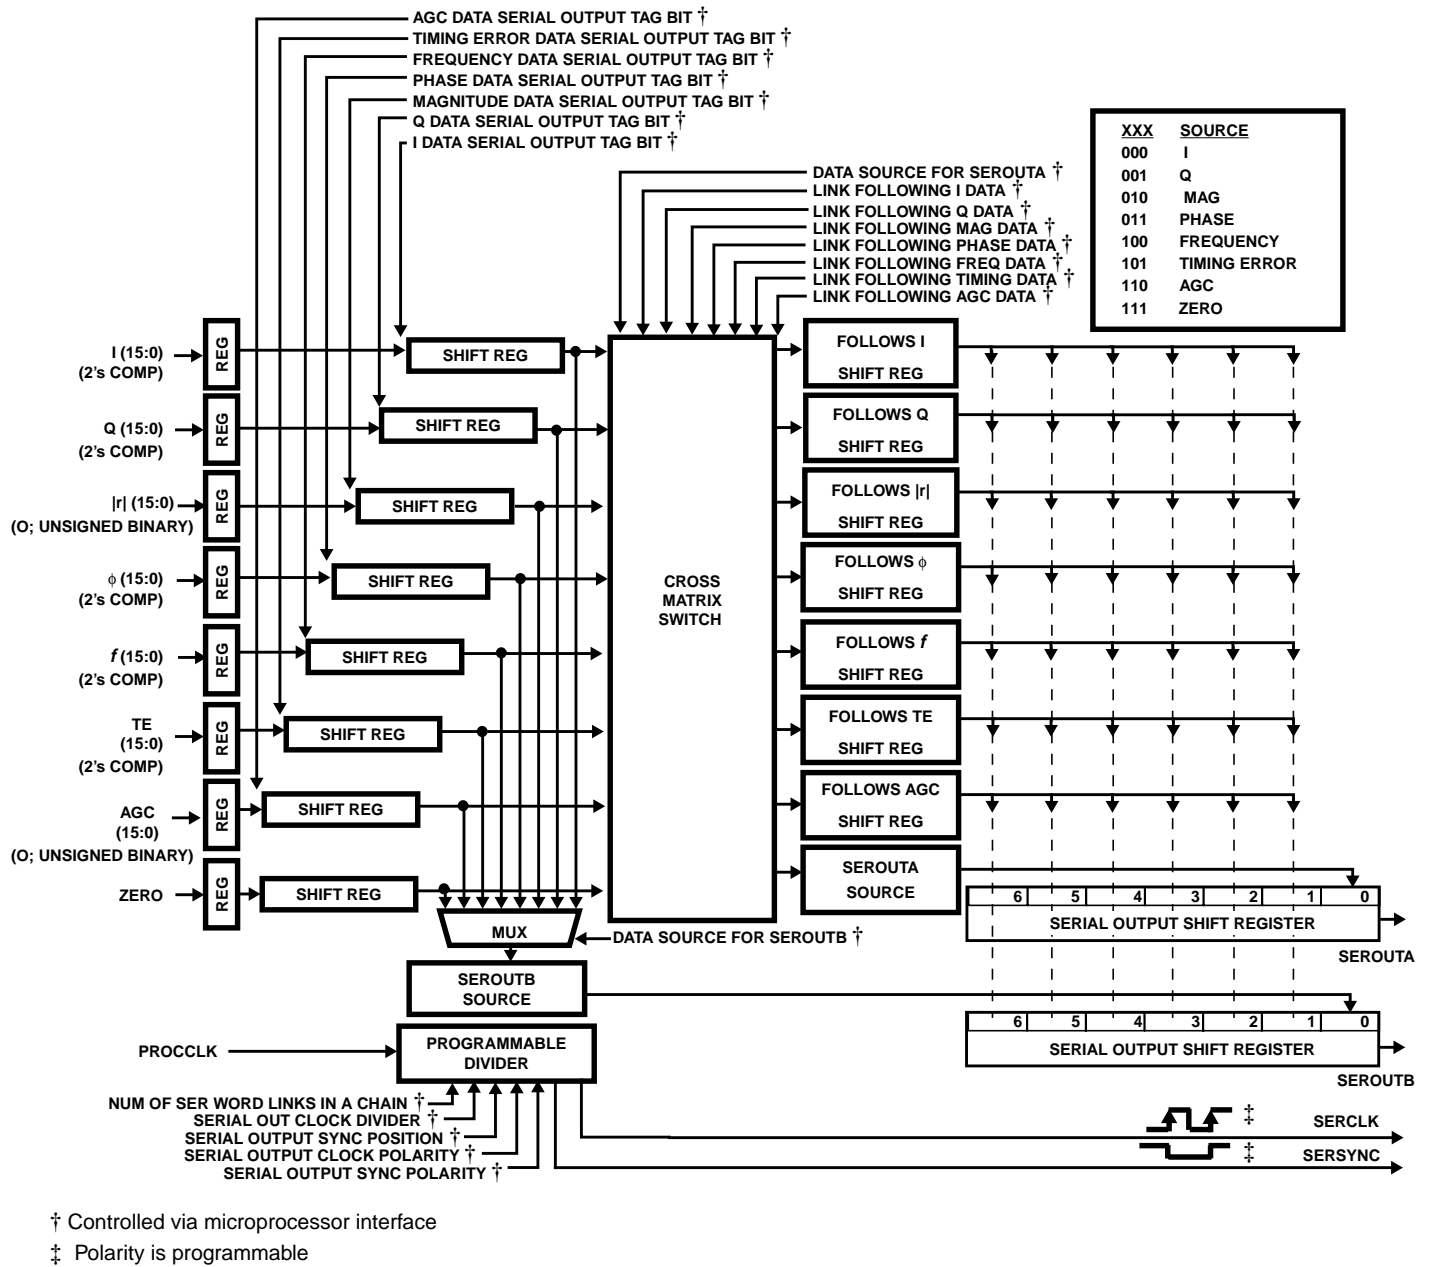 AGC DATA SERIAL OUTPUT TAG BIT †
TIMING ERROR DATA SERIAL OUTPUT TAG BIT †
FREQUENCY DATA SERIAL OUTPUT TAG BIT †
PHASE DATA SERIAL OUTPUT TAG BIT †
MAGNITUDE DATA SERIAL OUTPUT TAG BIT †
Q DATA SERIAL OUTPUT TAG BIT †
I DATA SERIAL OUTPUT TAG BIT †
DATA SOURCE FOR SEROUTA †
LINK FOLLOWING I DATA †
LINK FOLLOWING Q DATA †
LINK FOLLOWING MAG DATA †
LINK FOLLOWING PHASE DATA †
LINK FOLLOWING FREQ DATA †
LINK FOLLOWING TIMING DATA †
LINK FOLLOWING AGC DATA †
XXX SOURCE
000 I
001 Q
010 MAG
011 PHASE
100 FREQUENCY
101 TIMING ERROR
110 AGC
111 ZERO
I (15:0)
(2's COMP)
REG
SHIFT REG
Q (15:0)
(2's COMP)
REG
SHIFT REG
|r| (15:0)
(O; UNSIGNED BINARY)
REG
SHIFT REG
ϕ (15:0)
(2's COMP)
REG
SHIFT REG
f (15:0)
(2's COMP)
REG
SHIFT REG
TE
(15:0)
(2's COMP)
REG
SHIFT REG
AGC
(15:0)
(O; UNSIGNED BINARY)
REG
SHIFT REG
ZERO
REG
SHIFT REG
CROSS
MATRIX
SWITCH
FOLLOWS I
SHIFT REG
FOLLOWS Q
SHIFT REG
FOLLOWS |r|
SHIFT REG
FOLLOWS ϕ
SHIFT REG
FOLLOWS f
SHIFT REG
FOLLOWS TE
SHIFT REG
FOLLOWS AGC
SHIFT REG
SEROUTA
SOURCE
6 5 4 3 2 1 0
SERIAL OUTPUT SHIFT REGISTER
SEROUTA
MUX
DATA SOURCE FOR SEROUTB †
SEROUTB
SOURCE
6 5 4 3 2 1 0
SERIAL OUTPUT SHIFT REGISTER
SEROUTB
PROCCLK
PROGRAMMABLE
DIVIDER
NUM OF SER WORD LINKS IN A CHAIN †
SERIAL OUT CLOCK DIVIDER †
SERIAL OUTPUT SYNC POSITION †
SERIAL OUTPUT CLOCK POLARITY †
SERIAL OUTPUT SYNC POLARITY †
‡ SERCLK
‡ SERSYNC
† Controlled via microprocessor interface
‡ Polarity is programmable